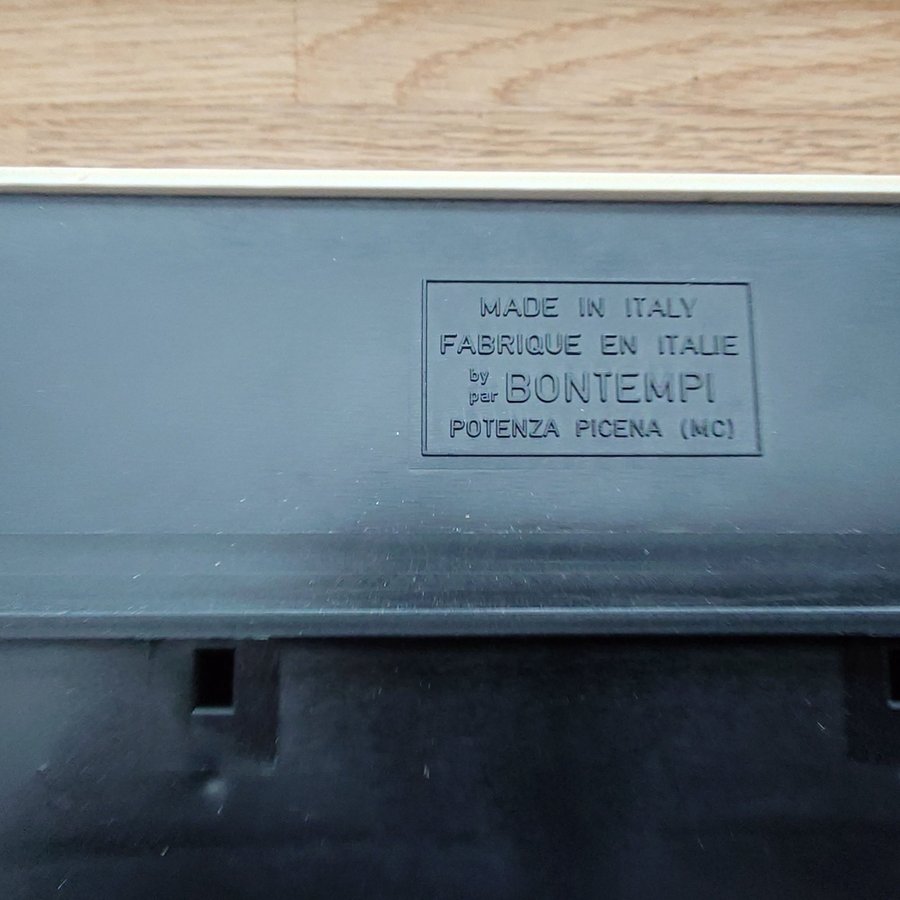 MADE IN ITALY
FABRIQUE EN ITALIE
by par BONTEMPI
POTENZA PICENA (MC)